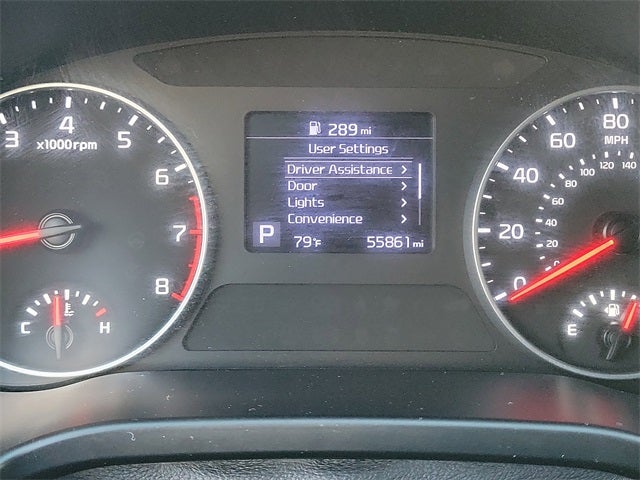 289 mi
User Settings
Driver Assistance >
Door >
Lights >
Convenience >
P 79°F 55861 mi
3 4 5 6 7 8
x1000rpm
C H
0 20 40 60 80
MPH
0 20 40 60 80 100 120 140
E